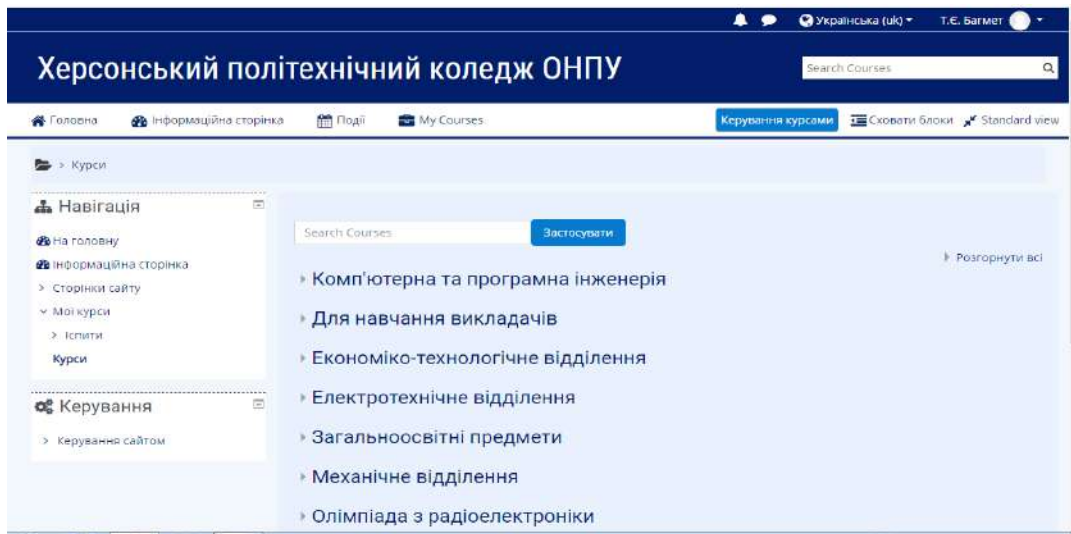 Українська (uk) Т.Є. Багмет
Херсонський політехнічний коледж ОНПУ
Search Courses
Головна Інформаційна сторінка Події My Courses Керування курсами Сховати блоки Standard view
> Курси
Навігація
На головну
Інформаційна сторінка
> Сторінки сайту
Мої курси
> Іспити
Курси
Керування
> Керування сайтом
Search Courses Застосувати
Розгорнути всі
Комп'ютерна та програмна інженерія
Для навчання викладачів
Економіко-технологічне відділення
Електротехнічне відділення
Загальноосвітні предмети
Механічне відділення
Олімпіада з радіоелектроніки